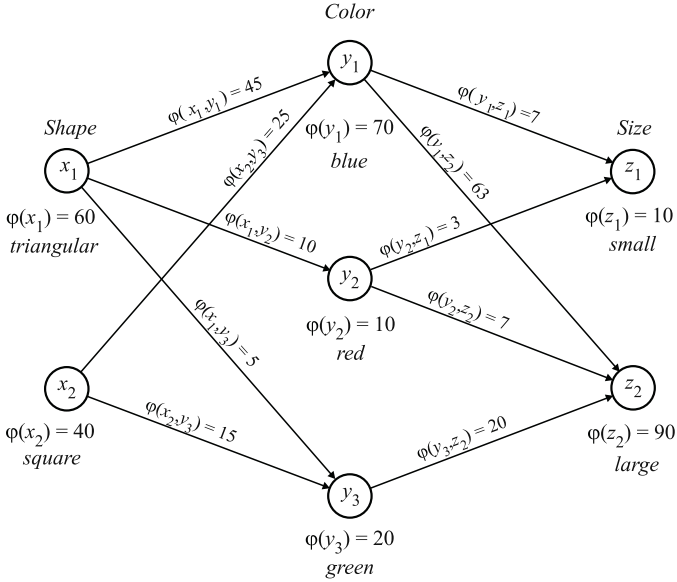 Color
φ(x₁,y₁) = 45
φ(y₁,z₁) =7
y₁
φ(x₂,y₃) = 25
φ(y₁) = 70
blue
φ(y₁,z₂) = 63
Shape
x₁
φ(x₁) = 60
triangular
Size
z₁
φ(z₁) = 10
small
φ(x₁,y₂) = 10
φ(y₂,z₁) = 3
y₂
φ(y₂) = 10
red
φ(y₂,z₂) = 7
φ(x₁,y₃) = 5
x₂
φ(x₂) = 40
square
φ(x₂,y₃) = 15
z₂
φ(z₂) = 90
large
φ(y₃,z₂) = 20
y₃
φ(y₃) = 20
green